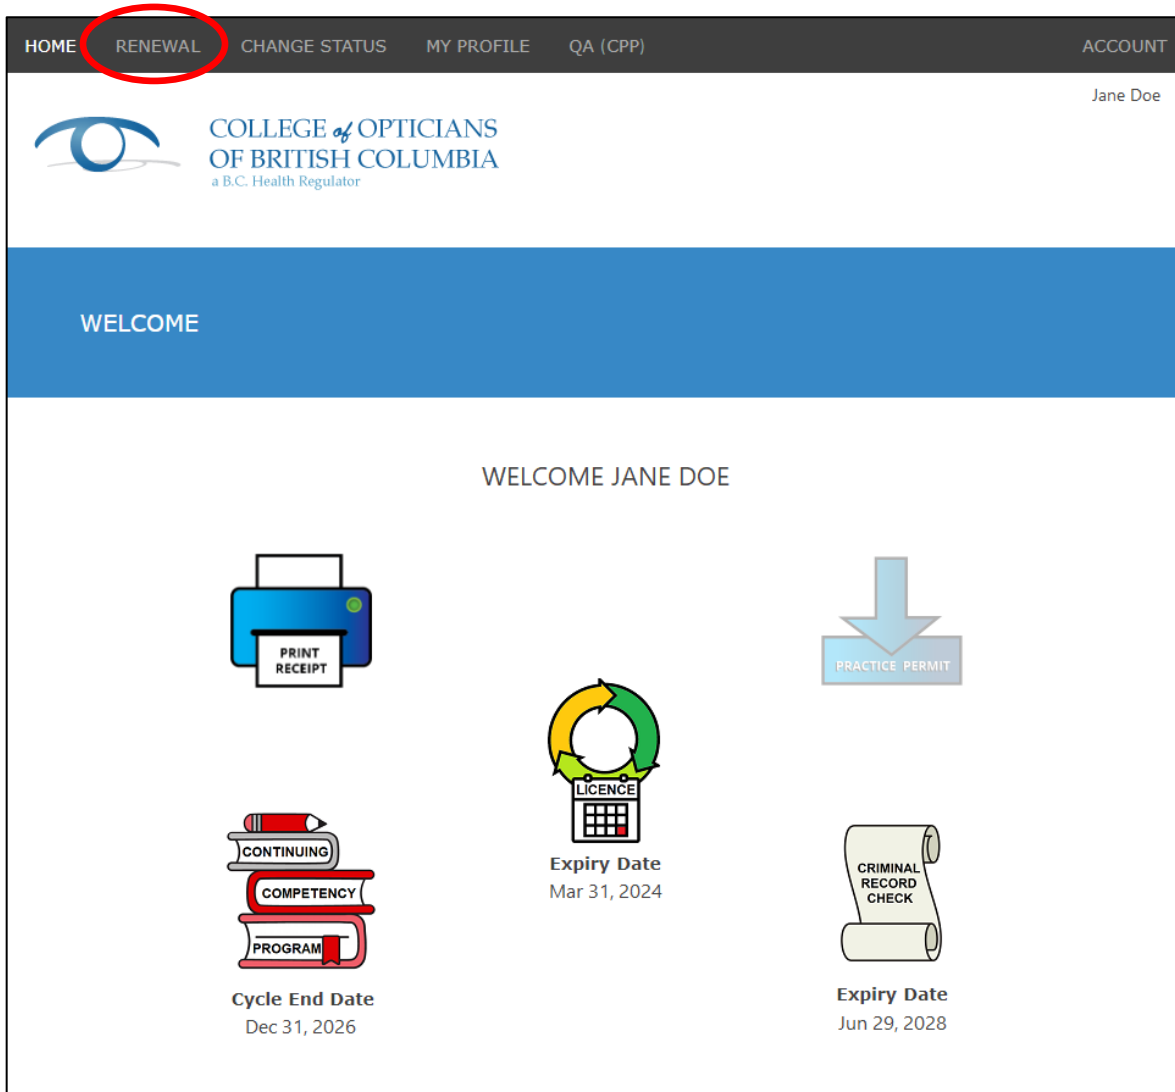 HOME RENEWAL CHANGE STATUS MY PROFILE QA (CPP) ACCOUNT
Jane Doe
COLLEGE of OPTICIANS
OF BRITISH COLUMBIA
a B.C. Health Regulator
WELCOME
WELCOME JANE DOE
PRINT
RECEIPT
PRACTICE PERMIT
LICENCE
Expiry Date
Mar 31, 2024
CONTINUING
COMPETENCY
PROGRAM
Cycle End Date
Dec 31, 2026
CRIMINAL
RECORD
CHECK
Expiry Date
Jun 29, 2028